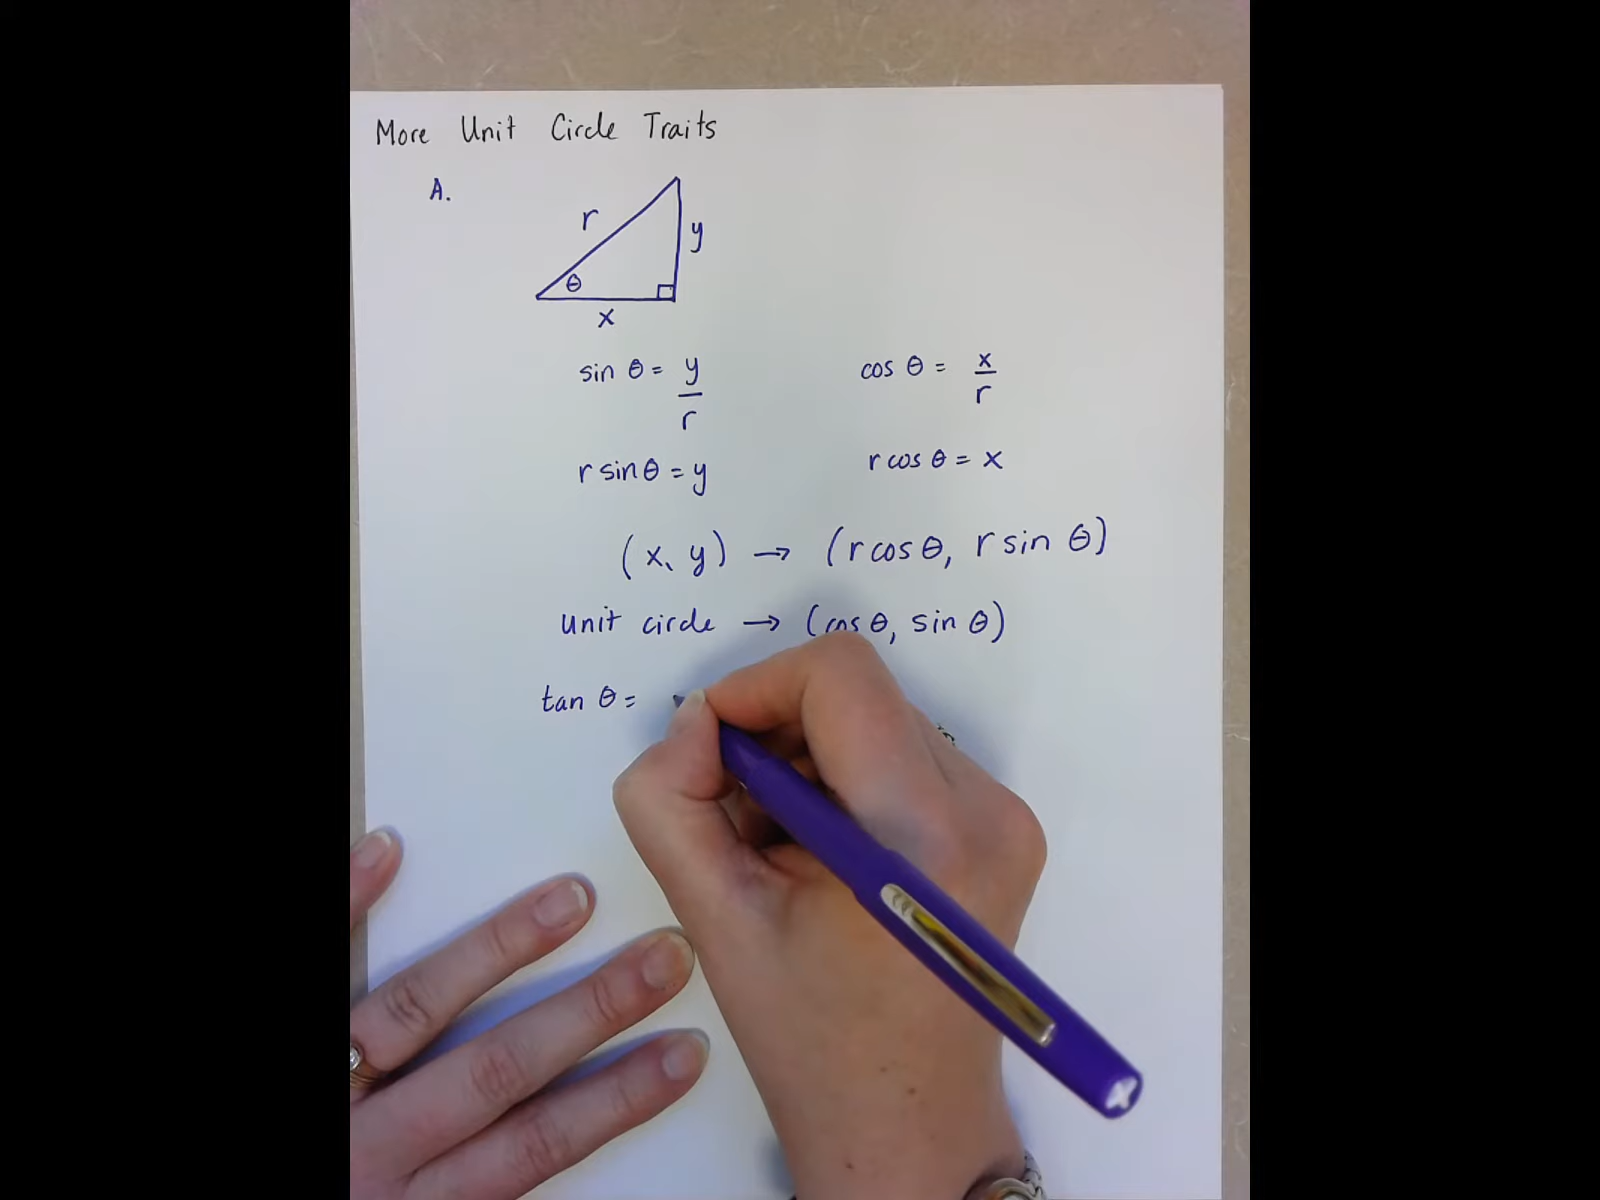 More Unit Circle Traits
A.
r
y
θ
x
sin θ = y/r
cos θ = x/r
r sin θ = y
r cos θ = x
(x, y) → (r cos θ, r sin θ)
unit circle → (cos θ, sin θ)
tan θ =